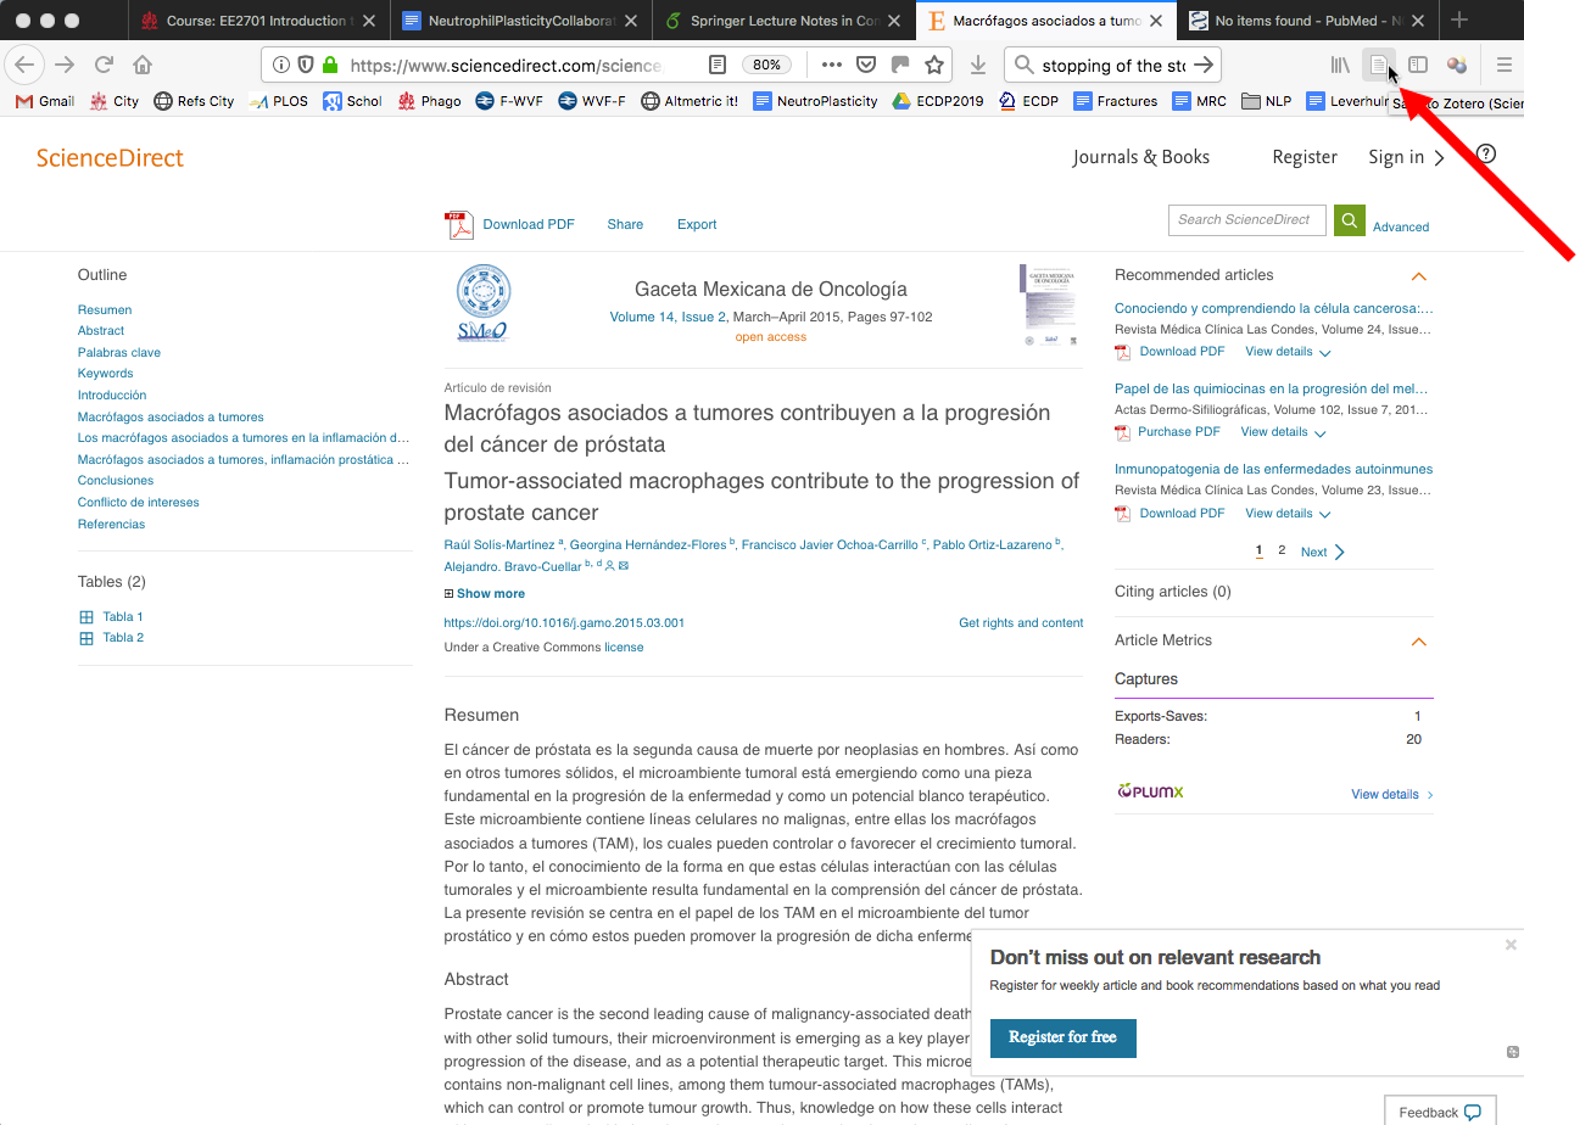 Course: EE2701 Introduction t
NeutrophilPlasticityCollaborat
Springer Lecture Notes in Con
Macrófagos asociados a tumo
No items found - PubMed - N
https://www.sciencedirect.com/science
80%
stopping of the sto
Gmail City Refs City PLOS Schol Phago F-WVF WVF-F Altmetric it! NeutroPlasticity ECDP2019 ECDP Fractures MRC NLP Leverhulr
to Zotero (Scien
ScienceDirect
Journals & Books Register Sign in
Download PDF Share Export
Search ScienceDirect
Advanced
Outline
Resumen
Abstract
Palabras clave
Keywords
Introducción
Macrófagos asociados a tumores
Los macrófagos asociados a tumores en la inflamación d...
Macrófagos asociados a tumores, inflamación prostática ...
Conclusiones
Conflicto de intereses
Referencias
Tables (2)
Tabla 1
Tabla 2
SMeO
Gaceta Mexicana de Oncología
Volume 14, Issue 2, March–April 2015, Pages 97-102
open access
GACETA MEXICANA
DE ONCOLOGÍA
Artículo de revisión
Macrófagos asociados a tumores contribuyen a la progresión
del cáncer de próstata
Tumor-associated macrophages contribute to the progression of
prostate cancer
Raúl Solís-Martínez a, Georgina Hernández-Flores b, Francisco Javier Ochoa-Carrillo c, Pablo Ortiz-Lazareno b,
Alejandro. Bravo-Cuellar b, d
Show more
https://doi.org/10.1016/j.gamo.2015.03.001
Get rights and content
Under a Creative Commons license
Resumen
El cáncer de próstata es la segunda causa de muerte por neoplasias en hombres. Así como
en otros tumores sólidos, el microambiente tumoral está emergiendo como una pieza
fundamental en la progresión de la enfermedad y como un potencial blanco terapéutico.
Este microambiente contiene líneas celulares no malignas, entre ellas los macrófagos
asociados a tumores (TAM), los cuales pueden controlar o favorecer el crecimiento tumoral.
Por lo tanto, el conocimiento de la forma en que estas células interactúan con las células
tumorales y el microambiente resulta fundamental en la comprensión del cáncer de próstata.
La presente revisión se centra en el papel de los TAM en el microambiente del tumor
prostático y en cómo estos pueden promover la progresión de dicha enferme
Abstract
Prostate cancer is the second leading cause of malignancy-associated death
with other solid tumours, their microenvironment is emerging as a key player
progression of the disease, and as a potential therapeutic target. This microe
contains non-malignant cell lines, among them tumour-associated macrophages (TAMs),
which can control or promote tumour growth. Thus, knowledge on how these cells interact
Recommended articles
Conociendo y comprendiendo la célula cancerosa:...
Revista Médica Clínica Las Condes, Volume 24, Issue...
Download PDF View details
Papel de las quimiocinas en la progresión del mel...
Actas Dermo-Sifiliográficas, Volume 102, Issue 7, 201...
Purchase PDF View details
Inmunopatogenia de las enfermedades autoinmunes
Revista Médica Clínica Las Condes, Volume 23, Issue...
Download PDF View details
1 2 Next
Citing articles (0)
Article Metrics
Captures
Exports-Saves: 1
Readers: 20
PLUMX
View details
Don't miss out on relevant research
Register for weekly article and book recommendations based on what you read
Register for free
Feedback